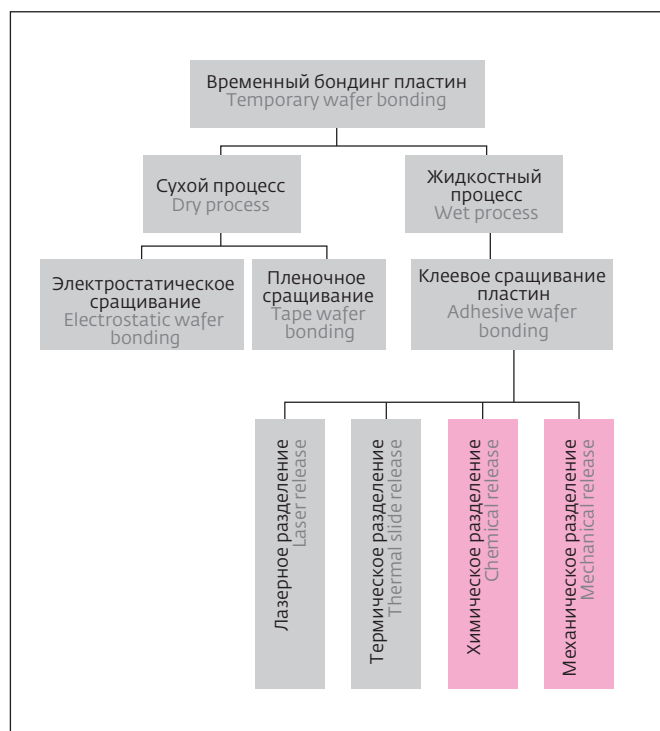 Временный бондинг пластин
Temporary wafer bonding
Сухой процесс
Dry process
Жидкостный
процесс
Wet process
Электростатическое
сращивание
Electrostatic wafer
bonding
Пленочное
сращивание
Tape wafer
bonding
Клеевое сращивание
пластин
Adhesive wafer
bonding
Лазерное разделение
Laser release
Термическое разделение
Thermal slide release
Химическое разделение
Chemical release
Механическое разделение
Mechanical release